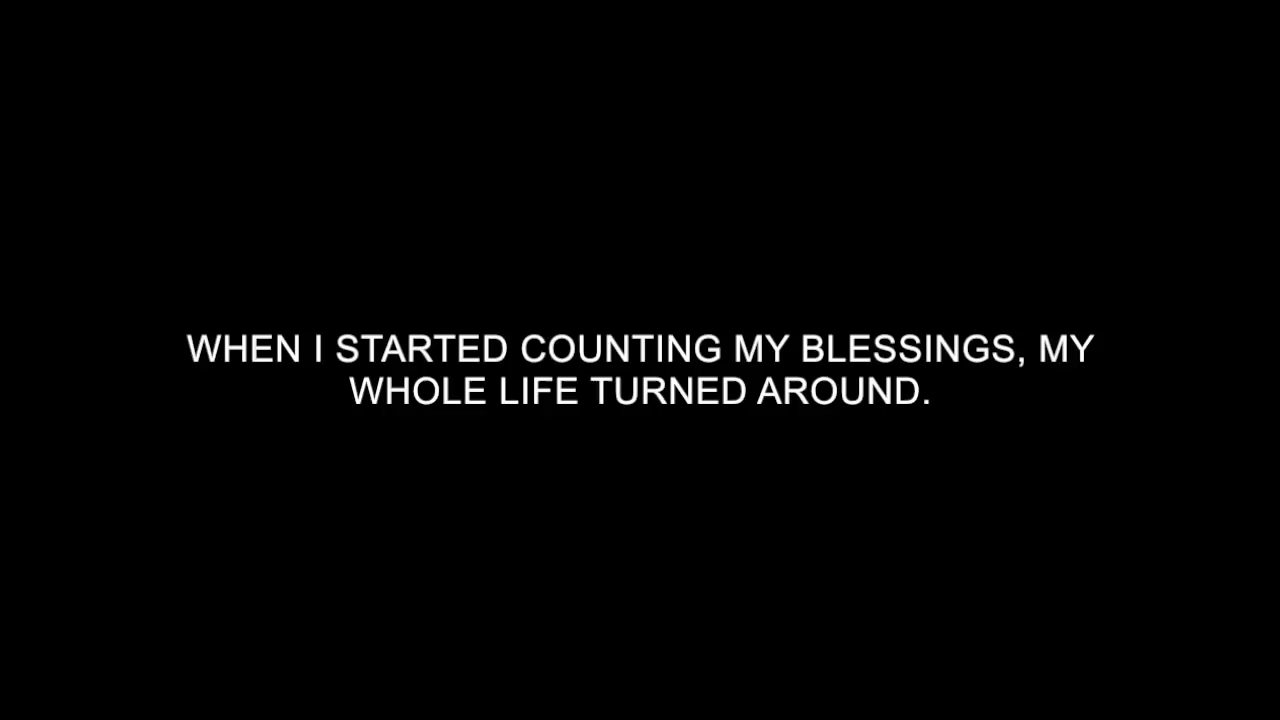 WHEN I STARTED COUNTING MY BLESSINGS, MY
WHOLE LIFE TURNED AROUND.